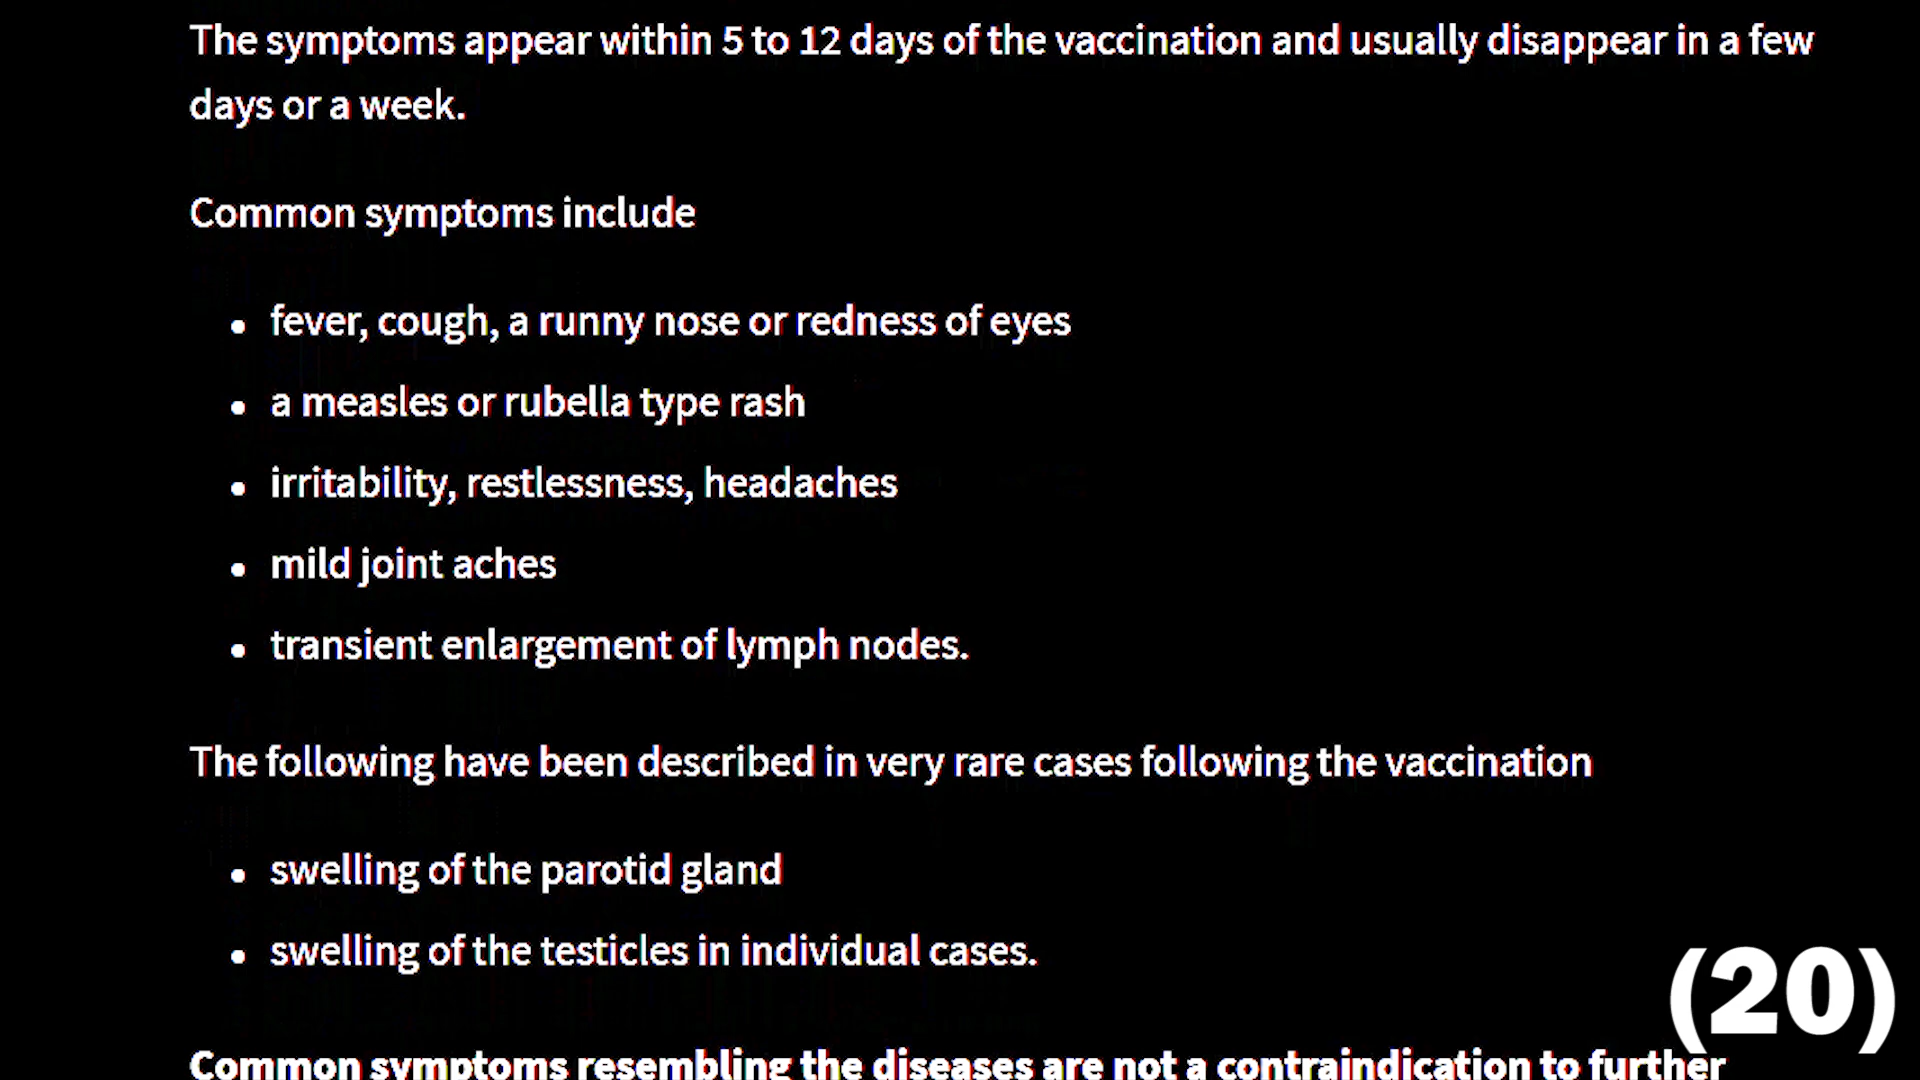 The symptoms appear within 5 to 12 days of the vaccination and usually disappear in a few
days or a week.
Common symptoms include
• fever, cough, a runny nose or redness of eyes
• a measles or rubella type rash
• irritability, restlessness, headaches
• mild joint aches
• transient enlargement of lymph nodes.
The following have been described in very rare cases following the vaccination
• swelling of the parotid gland
• swelling of the testicles in individual cases.
(20)
Common symptoms resembling the diseases are not a contraindication to further